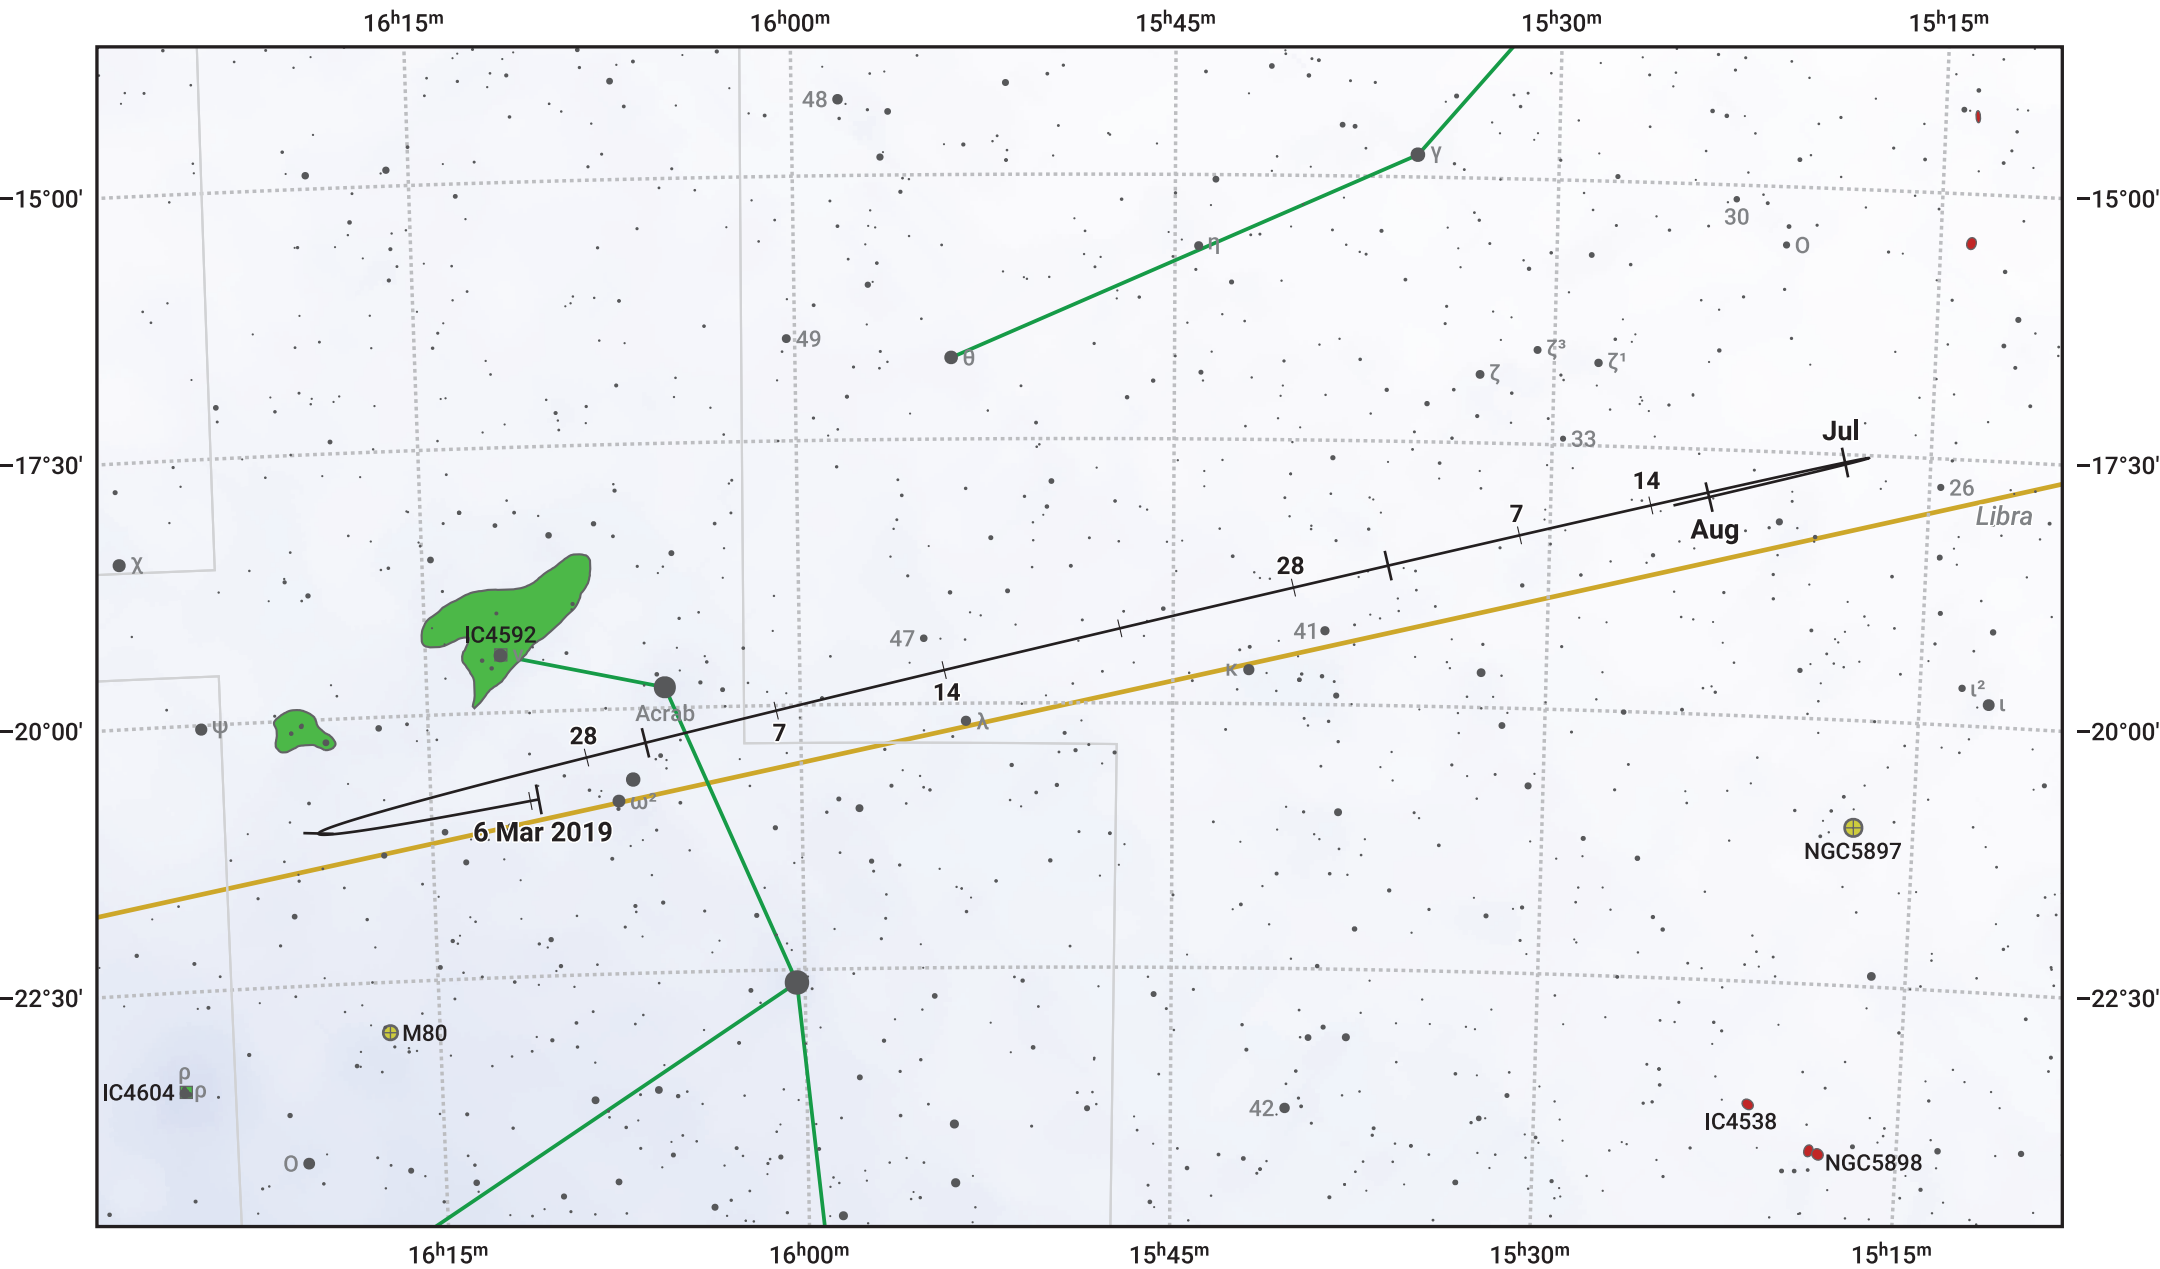 16ʰ15ᵐ 16ʰ00ᵐ 15ʰ45ᵐ 15ʰ30ᵐ 15ʰ15ᵐ
48
γ
−15°00' −15°00'
30
η Ο
49
θ ζ³
ζ ζ¹
Jul
33
−17°30' −17°30'
14 26
7 Libra
Aug
χ 28
IC4592 47 41
ν κ
14 ι² ι
Acrab λ
ψ 28 7
−20°00' −20°00'
ω²
6 Mar 2019
NGC5897
−22°30' −22°30'
M80
ρ
IC4604 ρ
42
IC4538
Ο NGC5898
16ʰ15ᵐ 16ʰ00ᵐ 15ʰ45ᵐ 15ʰ30ᵐ 15ʰ15ᵐ